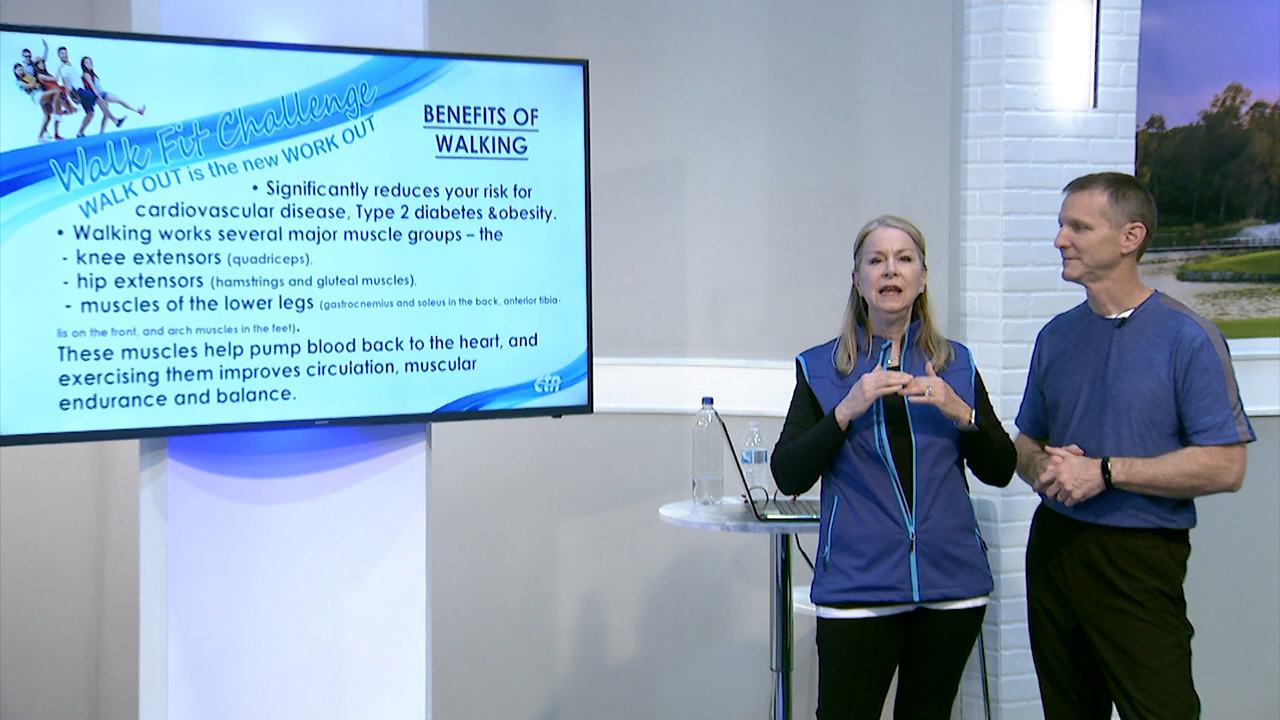 Walk Fit Challenge
WALK OUT is the new WORK OUT
BENEFITS OF
WALKING
• Significantly reduces your risk for
cardiovascular disease, Type 2 diabetes &obesity.
• Walking works several major muscle groups – the
- knee extensors (quadriceps),
- hip extensors (hamstrings and gluteal muscles),
- muscles of the lower legs (gastrocnemius and soleus in the back, anterior tibia-
lis on the front, and arch muscles in the feet).
These muscles help pump blood back to the heart, and
exercising them improves circulation, muscular
endurance and balance.
ctn